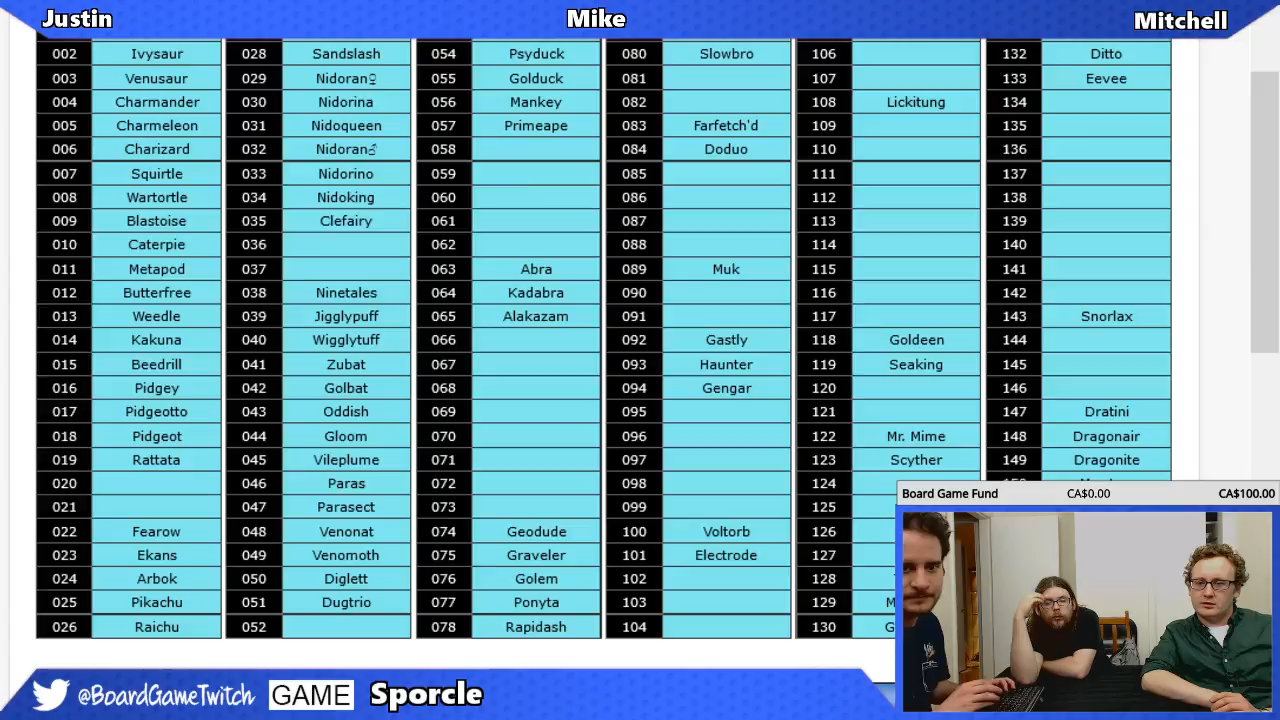 Justin Mike Mitchell
002 Ivysaur 028 Sandslash 054 Psyduck 080 Slowbro 106 132 Ditto
003 Venusaur 029 Nidoran♀ 055 Golduck 081 107 133 Eevee
004 Charmander 030 Nidorina 056 Mankey 082 108 Lickitung 134
005 Charmeleon 031 Nidoqueen 057 Primeape 083 Farfetch'd 109 135
006 Charizard 032 Nidoran♂ 058 084 Doduo 110 136
007 Squirtle 033 Nidorino 059 085 111 137
008 Wartortle 034 Nidoking 060 086 112 138
009 Blastoise 035 Clefairy 061 087 113 139
010 Caterpie 036 062 088 114 140
011 Metapod 037 063 Abra 089 Muk 115 141
012 Butterfree 038 Ninetales 064 Kadabra 090 116 142
013 Weedle 039 Jigglypuff 065 Alakazam 091 117 143 Snorlax
014 Kakuna 040 Wigglytuff 066 092 Gastly 118 Goldeen 144
015 Beedrill 041 Zubat 067 093 Haunter 119 Seaking 145
016 Pidgey 042 Golbat 068 094 Gengar 120 146
017 Pidgeotto 043 Oddish 069 095 121 147 Dratini
018 Pidgeot 044 Gloom 070 096 122 Mr. Mime 148 Dragonair
019 Rattata 045 Vileplume 071 097 123 Scyther 149 Dragonite
020 046 Paras 072 098 124
021 047 Parasect 073 099 125
022 Fearow 048 Venonat 074 Geodude 100 Voltorb 126
023 Ekans 049 Venomoth 075 Graveler 101 Electrode 127
024 Arbok 050 Diglett 076 Golem 102 128
025 Pikachu 051 Dugtrio 077 Ponyta 103 129 M
026 Raichu 052 078 Rapidash 104 130 G
Board Game Fund CA$0.00 CA$100.00
@BoardGameTwitch GAME Sporcle